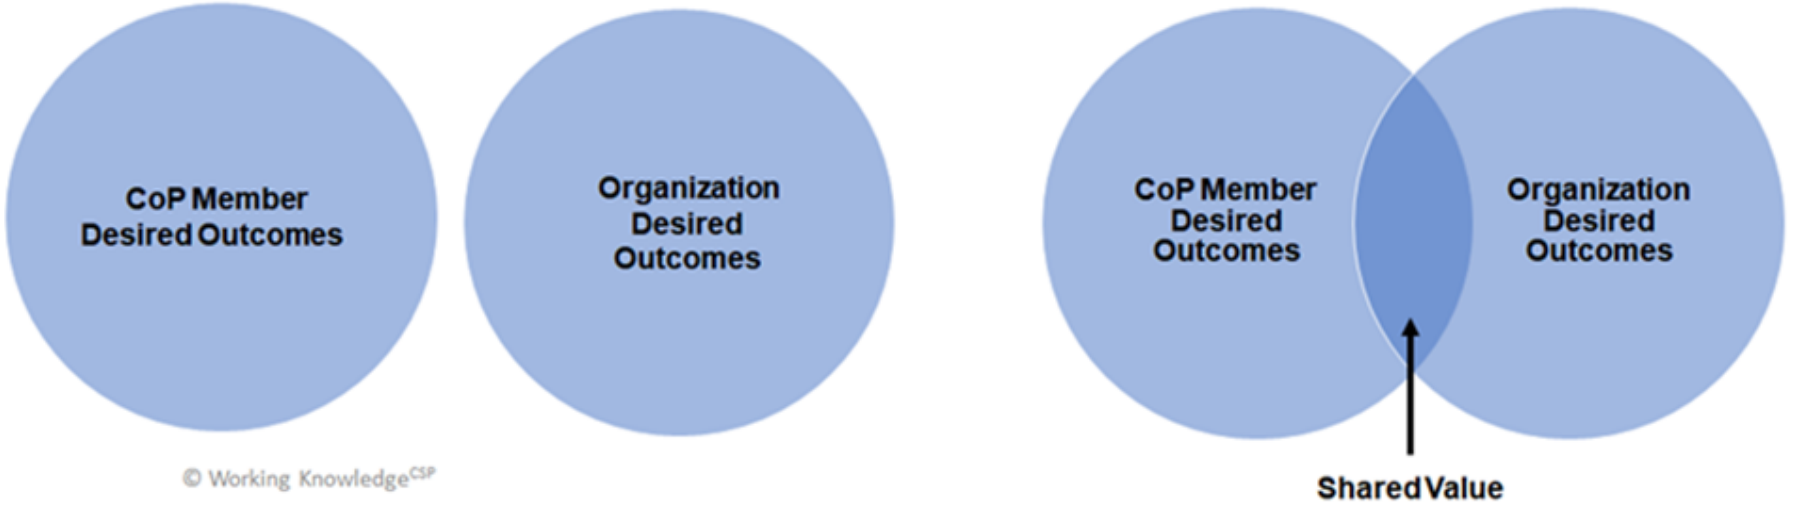 CoP Member
Desired Outcomes
Organization
Desired
Outcomes
© Working Knowledge^CSP
CoP Member
Desired
Outcomes
Organization
Desired
Outcomes
Shared Value